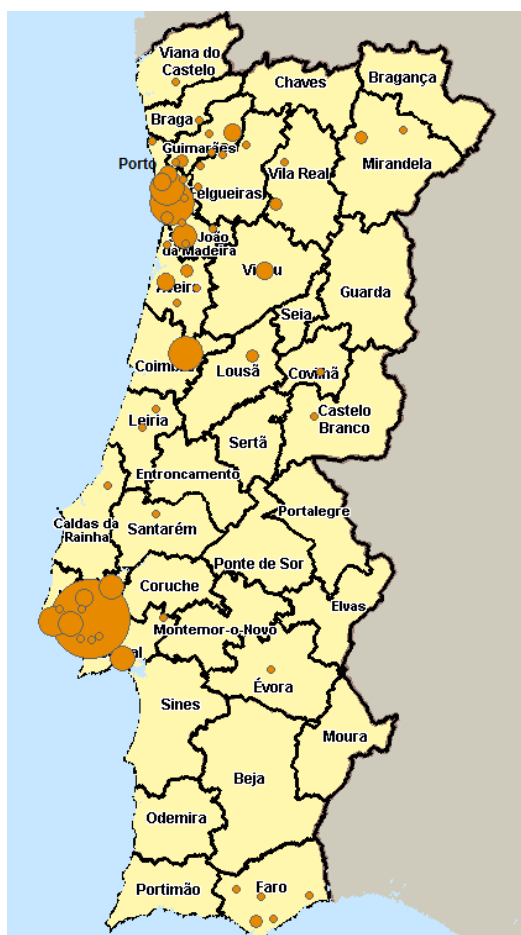 Viana do
Castelo
Chaves
Bragança
Braga
Guimarães
Porto
Vila Real
Mirandela
Felgueiras
João
da Madeira
Viseu
Guarda
Aveiro
Seia
Coimbra
Lousã
Covilhã
Castelo
Branco
Leiria
Sertã
Entroncamento
Portalegre
Caldas da
Rainha
Santarém
Ponte de Sor
Coruche
Elvas
Montemor-o-Novo
Évora
Sines
Moura
Beja
Odemira
Portimão
Faro